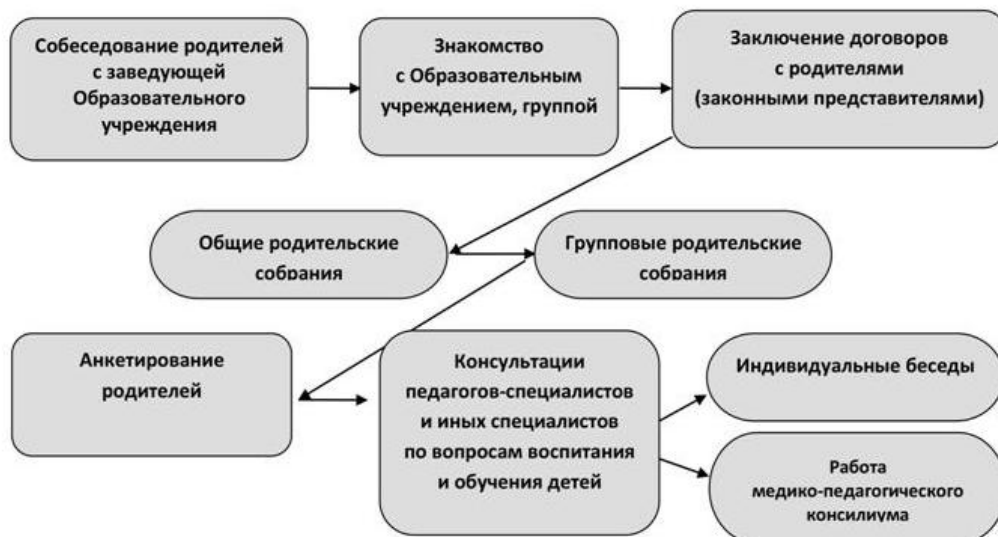 Собеседование родителей
с заведующей
Образовательного
учреждения
Знакомство
с Образовательным
учреждением, группой
Заключение договоров
с родителями
(законными представителями)
Общие родительские
собрания
Групповые родительские
собрания
Анкетирование
родителей
Консультации
педагогов-специалистов
и иных специалистов
по вопросам воспитания
и обучения детей
Индивидуальные беседы
Работа
медико-педагогического
консилиума